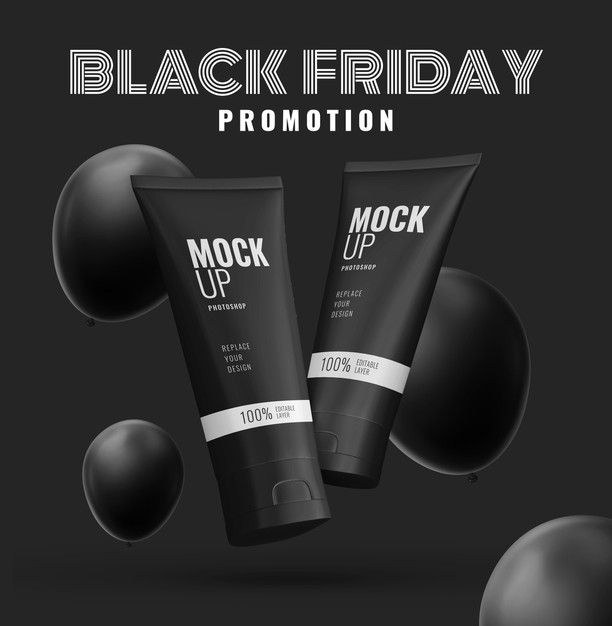 BLACK FRIDAY
PROMOTION
MOCK
UP
PHOTOSHOP
REPLACE
YOUR
DESIGN
100% EDITABLE
LAYER
MOCK
UP
PHOTOSHOP
REPLACE
YOUR
DESIGN
100% EDITABLE
LAYER